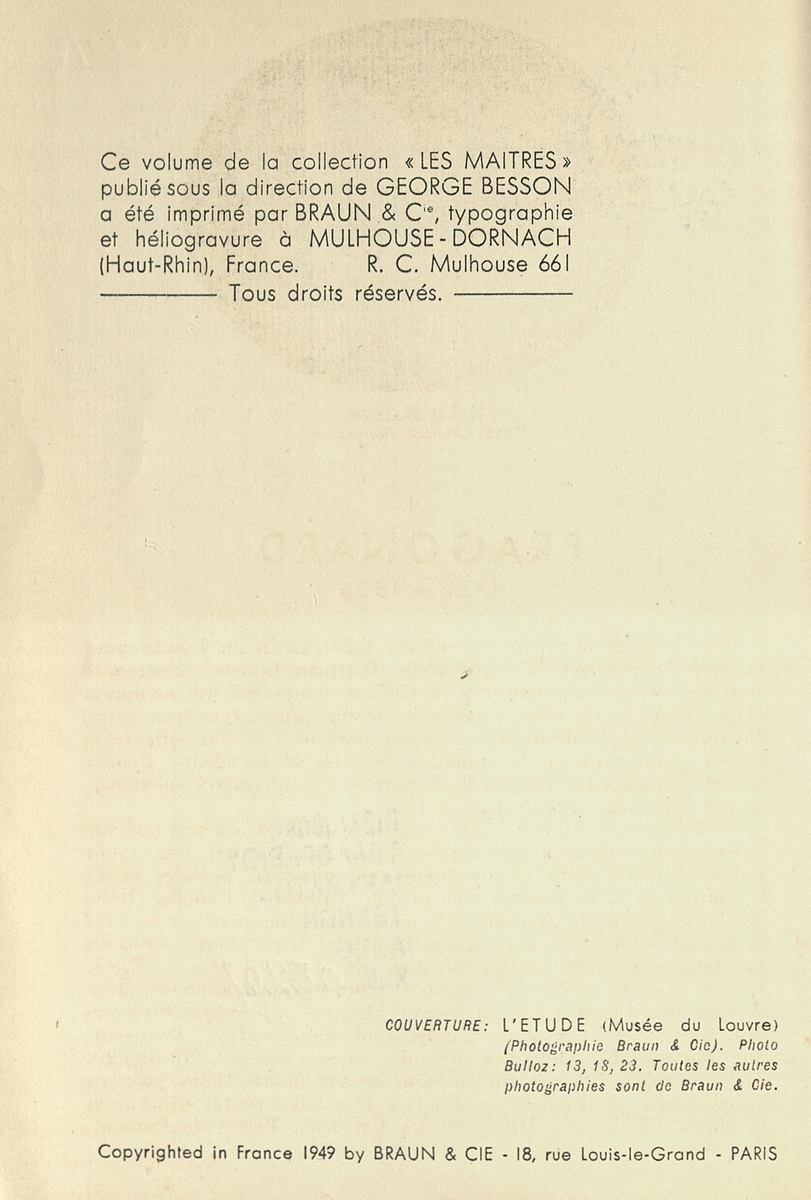 Ce volume de la collection « LES MAITRES »
publié sous la direction de GEORGE BESSON
a été imprimé par BRAUN & Cie, typographie
et héliogravure à MULHOUSE - DORNACH
(Haut-Rhin), France. R. C. Mulhouse 661
Tous droits réservés.
FRAGONARD
COUVERTURE: L'ETUDE (Musée du Louvre)
(Photographie Braun & Cie). Photo
Bulloz: 13, 18, 23. Toutes les autres
photographies sont de Braun & Cie.
Copyrighted in France 1949 by BRAUN & CIE - 18, rue Louis-le-Grand - PARIS